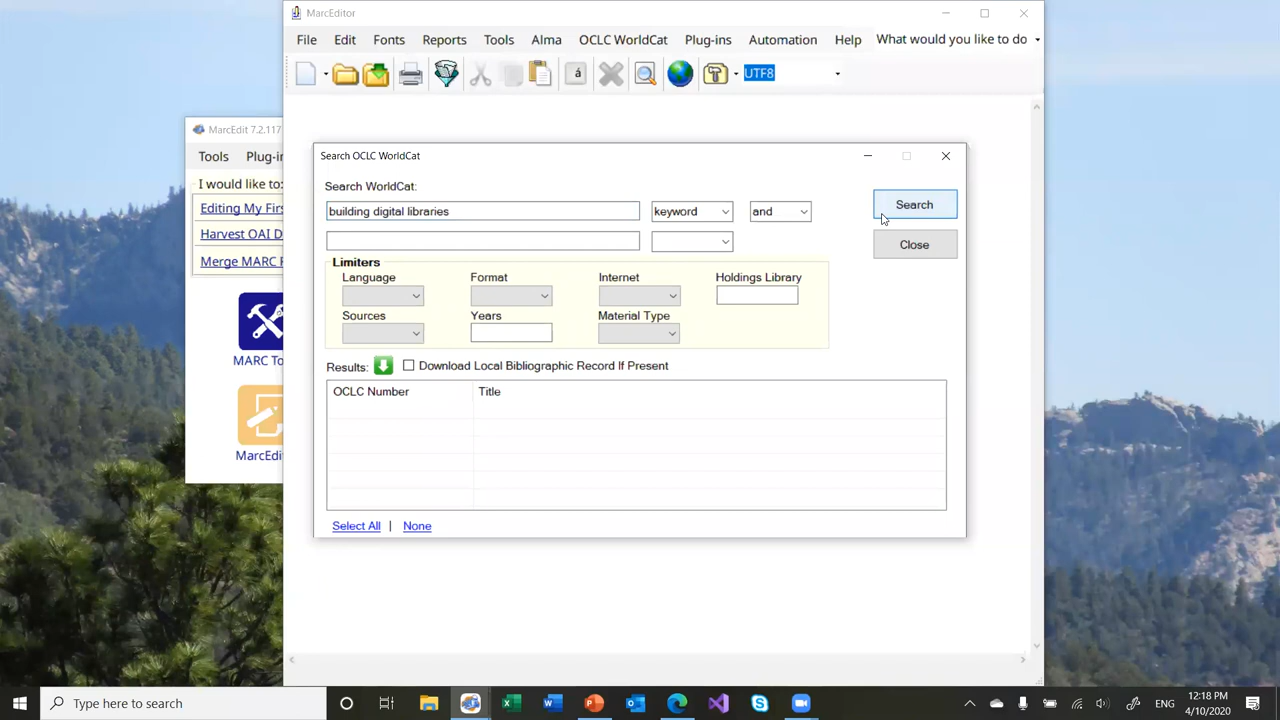 MarcEditor
File Edit Fonts Reports Tools Alma OCLC WorldCat Plug-ins Automation Help What would you like to do
UTF8
MarcEdit 7.2.117
Tools Plug-in
I would like to:
Editing My Firs
Harvest OAI D
Merge MARC F
MARC To
MarcEdi
Search OCLC WorldCat
Search WorldCat:
building digital libraries keyword and
Search
Close
Limiters
Language Format Internet Holdings Library
Sources Years Material Type
Results: Download Local Bibliographic Record If Present
OCLC Number Title
Select All | None
Type here to search
ENG
12:18 PM
4/10/2020